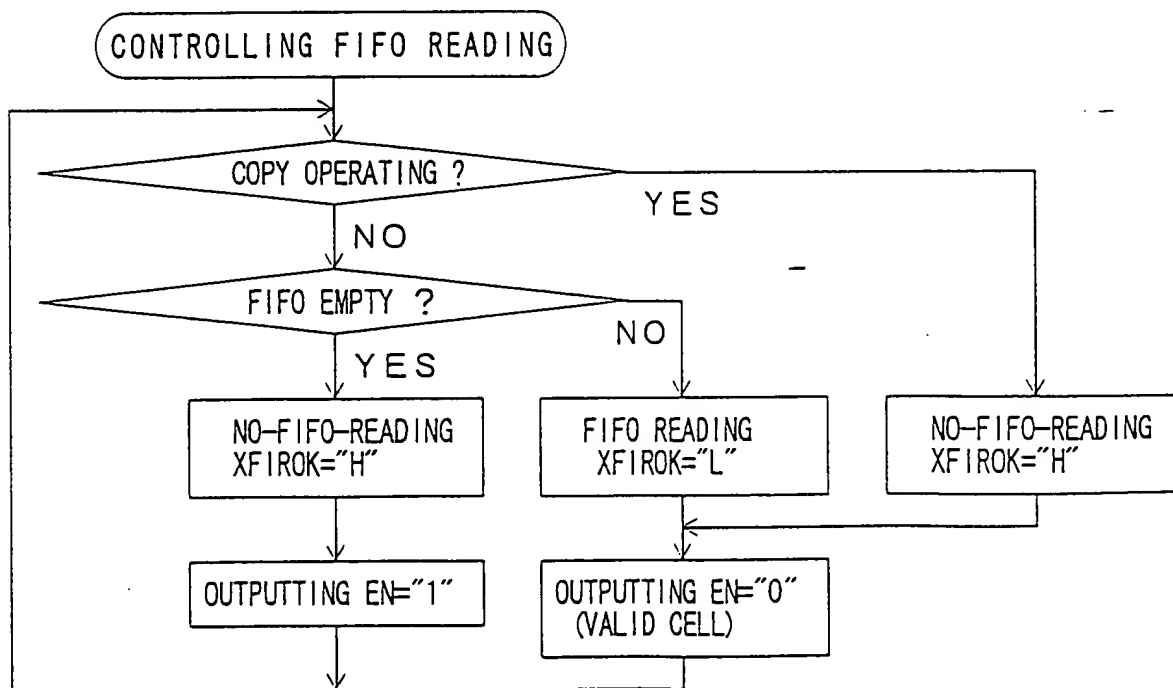 CONTROLLING FIFO READING
COPY OPERATING ?
YES
NO
FIFO EMPTY ?
NO
YES
NO-FIFO-READING
XFIROK="H"
FIFO READING
XFIROK="L"
NO-FIFO-READING
XFIROK="H"
OUTPUTTING EN="1"
OUTPUTTING EN="0"
(VALID CELL)